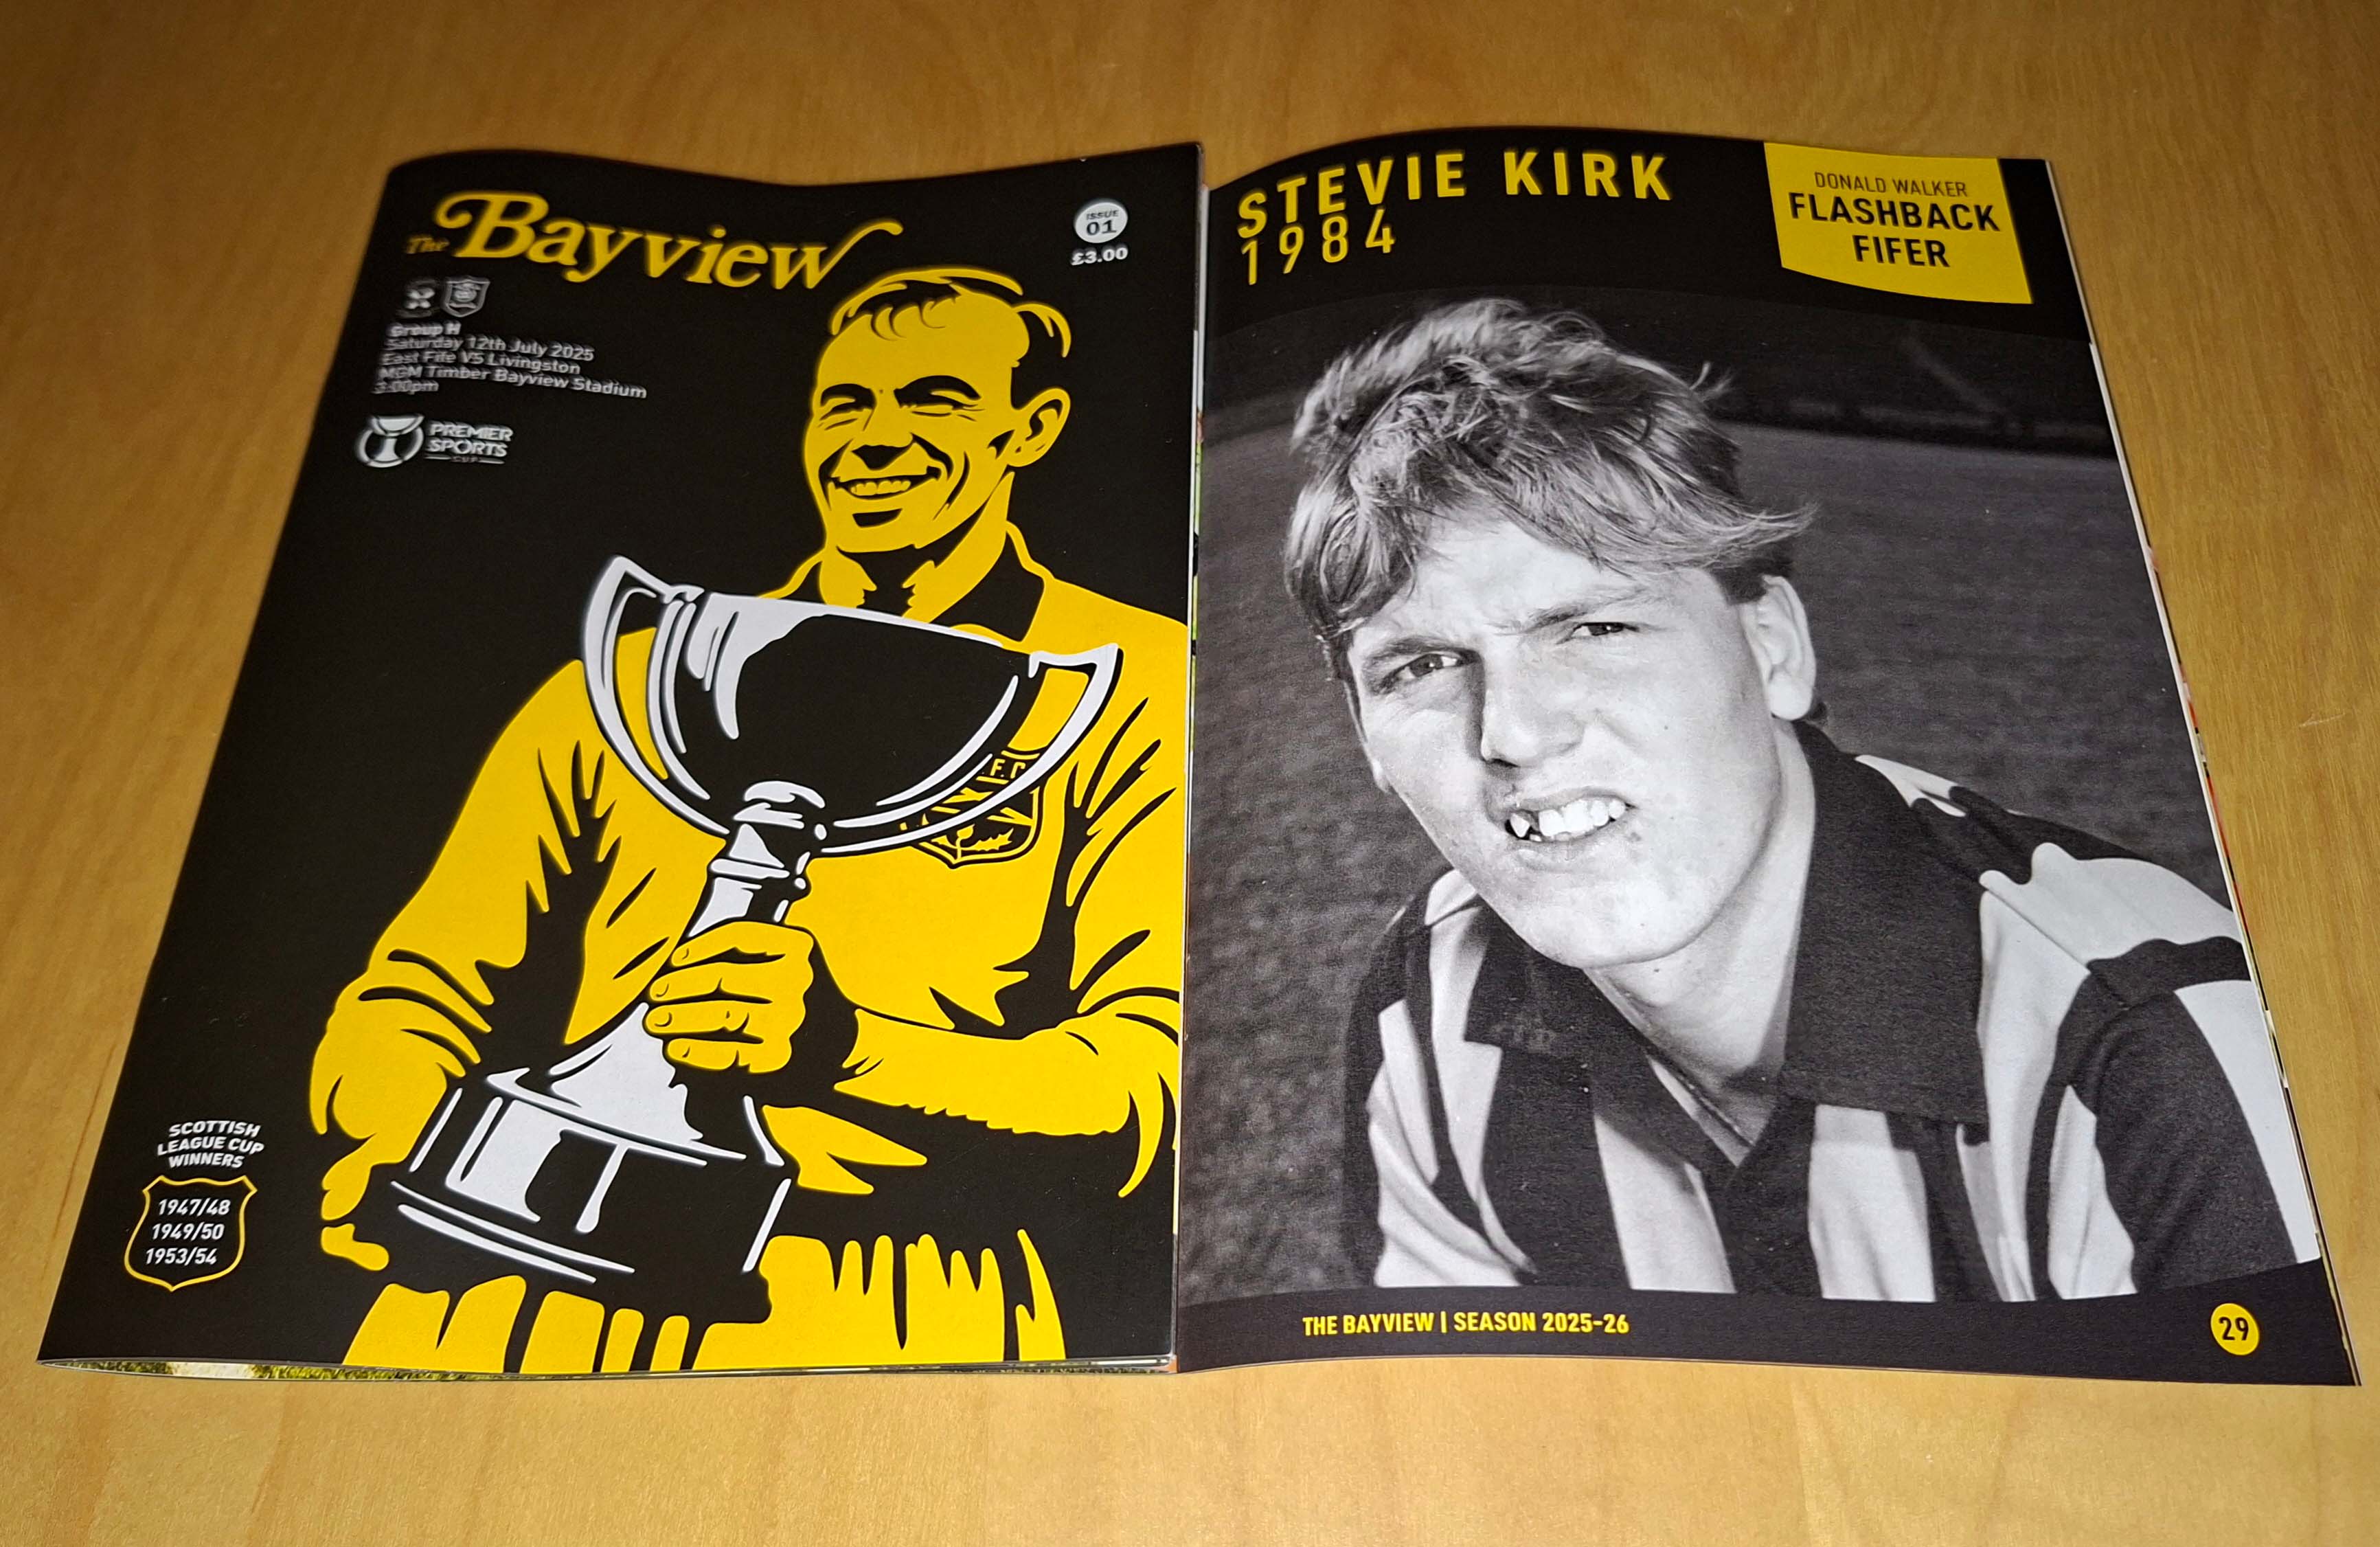 The Bayview
ISSUE
01
£3.00
Group H
Saturday 12th July 2025
East Fife VS Livingston
MGM Timber Bayview Stadium
3:00pm
PREMIER
SPORTS
CUP
F.C
SCOTTISH
LEAGUE CUP
WINNERS
1947/48
1949/50
1953/54
STEVIE KIRK
1984
DONALD WALKER
FLASHBACK
FIFER
THE BAYVIEW | SEASON 2025-26
29